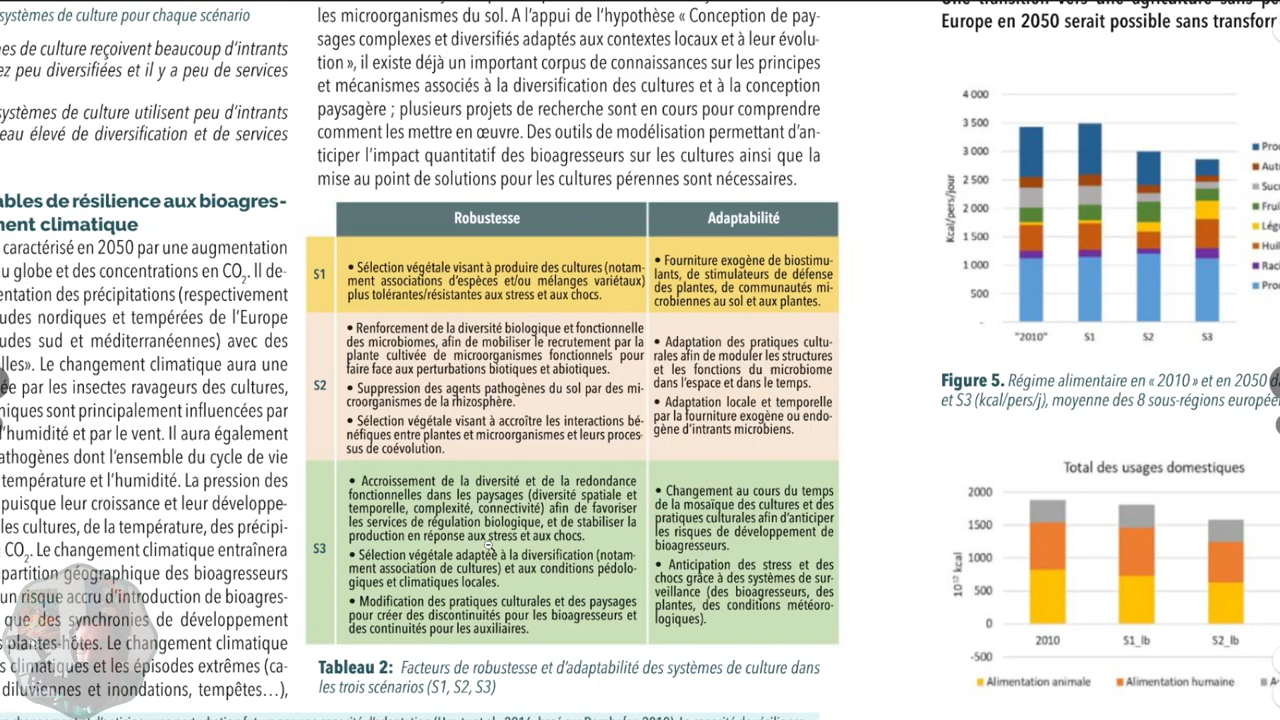 systèmes de culture pour chaque scénario
nes de culture reçoivent beaucoup d'intrants
ez peu diversifiées et il y a peu de services
systèmes de culture utilisent peu d'intrants
eau élevé de diversification et de services
ables de résilience aux bioagres-
ment climatique
caractérisé en 2050 par une augmentation
u globe et des concentrations en CO2. Il de-
entation des précipitations (respectivement
udes nordiques et tempérées de l'Europe
udes sud et méditerranéennes) avec des
lles». Le changement climatique aura une
ée par les insectes ravageurs des cultures,
niques sont principalement influencées par
l'humidité et par le vent. Il aura également
athogènes dont l'ensemble du cycle de vie
température et l'humidité. La pression des
puisque leur croissance et leur développe-
les cultures, de la température, des précipi-
CO2. Le changement climatique entraînera
partition géographique des bioagresseurs
un risque accru d'introduction de bioagres-
que des synchronies de développement
plantes-hôtes. Le changement climatique
climatiques et les épisodes extrêmes (ca-
diluviennes et inondations, tempêtes…),
les microorganismes du sol. A l'appui de l'hypothèse « Conception de pay-
sages complexes et diversifiés adaptés aux contextes locaux et à leur évolu-
tion », il existe déjà un important corpus de connaissances sur les principes
et mécanismes associés à la diversification des cultures et à la conception
paysagère ; plusieurs projets de recherche sont en cours pour comprendre
comment les mettre en œuvre. Des outils de modélisation permettant d'an-
ticiper l'impact quantitatif des bioagresseurs sur les cultures ainsi que la
mise au point de solutions pour les cultures pérennes sont nécessaires.
Robustesse
Adaptabilité
S1
• Sélection végétale visant à produire des cultures (notam-
ment associations d'espèces et/ou mélanges variétaux)
plus tolérantes/résistantes aux stress et aux chocs.
• Fourniture exogène de biostimu-
lants, de stimulateurs de défense
des plantes, de communautés mi-
crobiennes au sol et aux plantes.
S2
• Renforcement de la diversité biologique et fonctionnelle
des microbiomes, afin de mobiliser le recrutement par la
plante cultivée de microorganismes fonctionnels pour
faire face aux perturbations biotiques et abiotiques.
• Suppression des agents pathogènes du sol par des mi-
croorganismes de la rhizosphère.
• Sélection végétale visant à accroître les interactions bé-
néfiques entre plantes et microorganismes et leurs proces-
sus de coévolution.
• Adaptation des pratiques cultu-
rales afin de moduler les structures
et les fonctions du microbiome
dans l'espace et dans le temps.
• Adaptation locale et temporelle
par la fourniture exogène ou endo-
gène d'intrants microbiens.
S3
• Accroissement de la diversité et de la redondance
fonctionnelles dans les paysages (diversité spatiale et
temporelle, complexité, connectivité) afin de favoriser
les services de régulation biologique, et de stabiliser la
production en réponse aux stress et aux chocs.
• Sélection végétale adaptée à la diversification (notam-
ment association de cultures) et aux conditions pédolo-
giques et climatiques locales.
• Modification des pratiques culturales et des paysages
pour créer des discontinuités pour les bioagresseurs et
des continuités pour les auxiliaires.
• Changement au cours du temps
de la mosaïque des cultures et des
pratiques culturales afin d'anticiper
les risques de développement de
bioagresseurs.
• Anticipation des stress et des
chocs grâce à des systèmes de sur-
veillance (des bioagresseurs, des
plantes, des conditions météoro-
logiques).
Tableau 2: Facteurs de robustesse et d'adaptabilité des systèmes de culture dans
les trois scénarios (S1, S2, S3)
Europe en 2050 serait possible sans transforr
Kcal/pers/jour
4 000
3 500
3 000
2 500
2 000
1 500
1 000
500
-
"2010"
S1
S2
S3
Pro
Autr
Sucr
Frui
Lég
Huil
Raci
Pro
Figure 5. Régime alimentaire en « 2010 » et en 2050 d
et S3 (kcal/pers/j), moyenne des 8 sous-régions europée
Total des usages domestiques
10¹² kcal
2000
1500
1000
500
0
-500
2010
S1_lb
S2_lb
Alimentation animale
Alimentation humaine